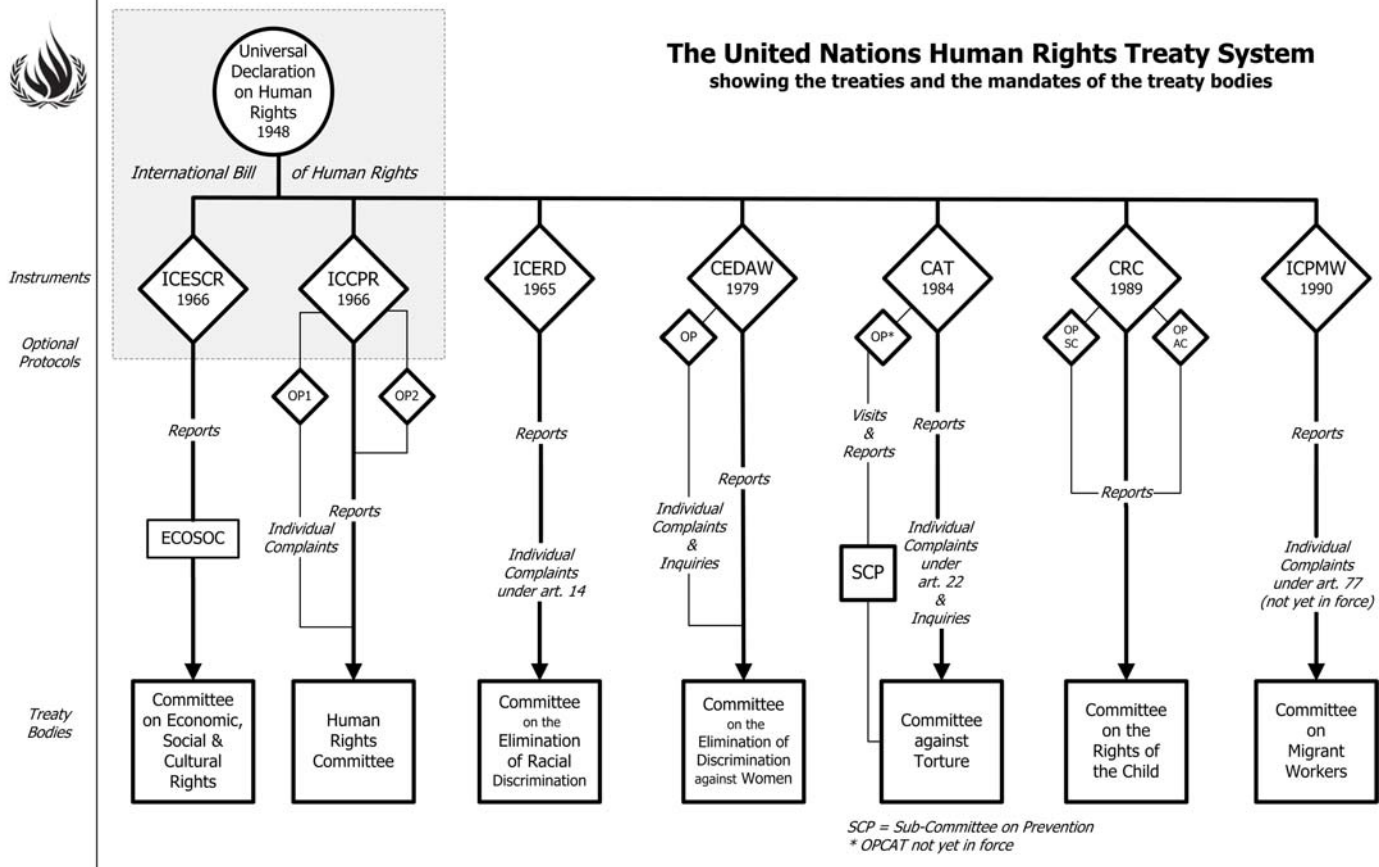 The United Nations Human Rights Treaty System
showing the treaties and the mandates of the treaty bodies
Universal
Declaration
on Human
Rights
1948
International Bill
of Human Rights
Instruments
ICESCR
1966
ICCPR
1966
ICERD
1965
CEDAW
1979
CAT
1984
CRC
1989
ICPMW
1990
Optional
Protocols
OP1
OP2
OP
OP*
OP
SC
OP
AC
Reports
Reports
Reports
Reports
Visits
&
Reports
Reports
Reports
Reports
ECOSOC
Individual
Complaints
Individual
Complaints
under art. 14
Individual
Complaints
&
Inquiries
SCP
Individual
Complaints
under
art. 22
&
Inquiries
Individual
Complaints
under art. 77
(not yet in force)
Treaty
Bodies
Committee
on Economic,
Social &
Cultural
Rights
Human
Rights
Committee
Committee
on the
Elimination
of Racial
Discrimination
Committee
on the
Elimination of
Discrimination
against Women
Committee
against
Torture
Committee
on the
Rights of
the Child
Committee
on
Migrant
Workers
SCP = Sub-Committee on Prevention
* OPCAT not yet in force